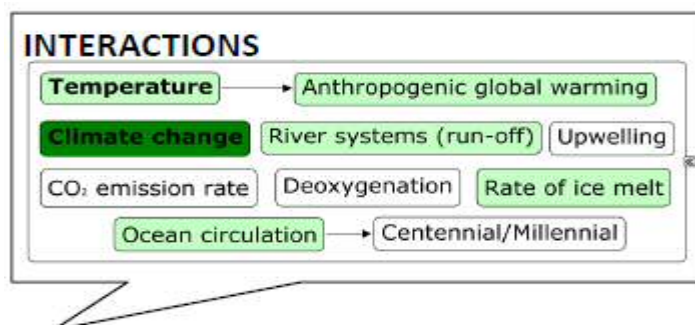 INTERACTIONS
Temperature Anthropogenic global warming
Climate change River systems (run-off) Upwelling
CO₂ emission rate Deoxygenation Rate of ice melt
Ocean circulation Centennial/Millennial